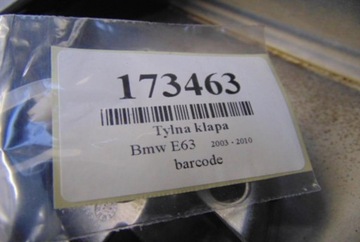 173463
Tylna klapa
Bmw E63 2003 - 2010
barcode